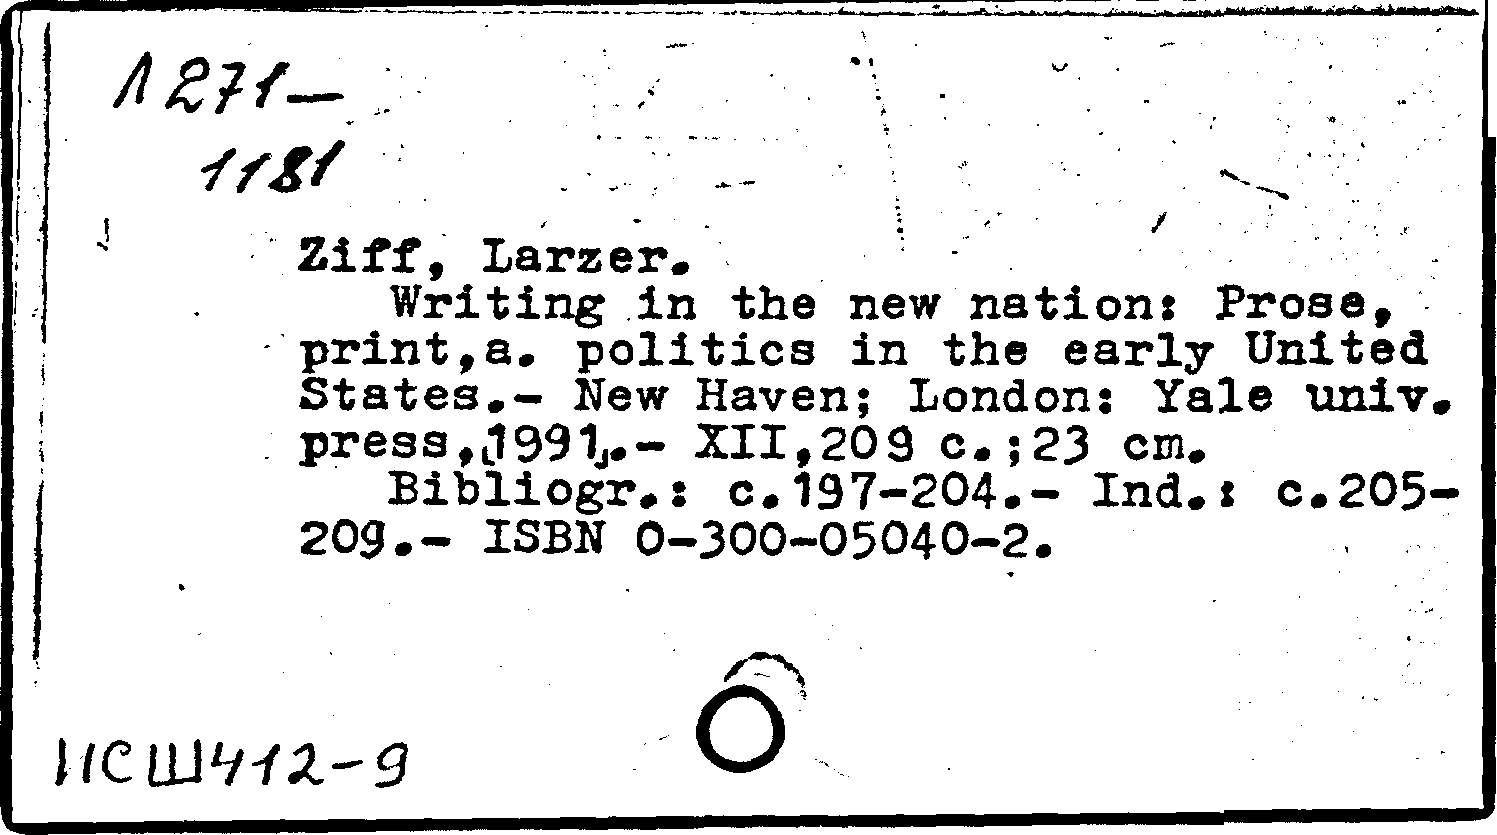 Л 271-
1181
Ziff, Larzer.
Writing in the new nation: Prose,
print,a. politics in the early United
States.- New Haven; London: Yale univ.
press,[1991].- XII,209 c.;23 cm.
Bibliogr.: c.197-204.- Ind.: c.205-
209.- ISBN 0-300-05040-2.
ИСШ412-9